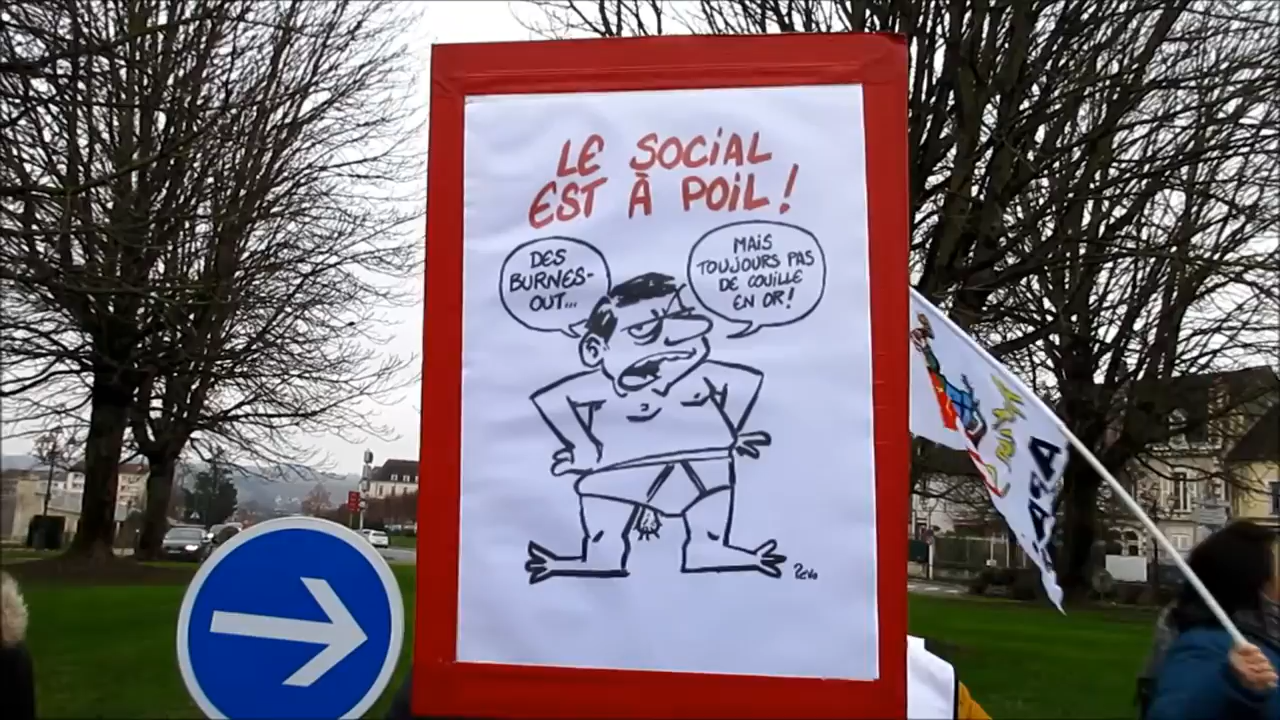 LE SOCIAL
EST À POIL !
DES
BURNES-
OUT...
MAIS
TOUJOURS PAS
DE COUILLE
EN OR !